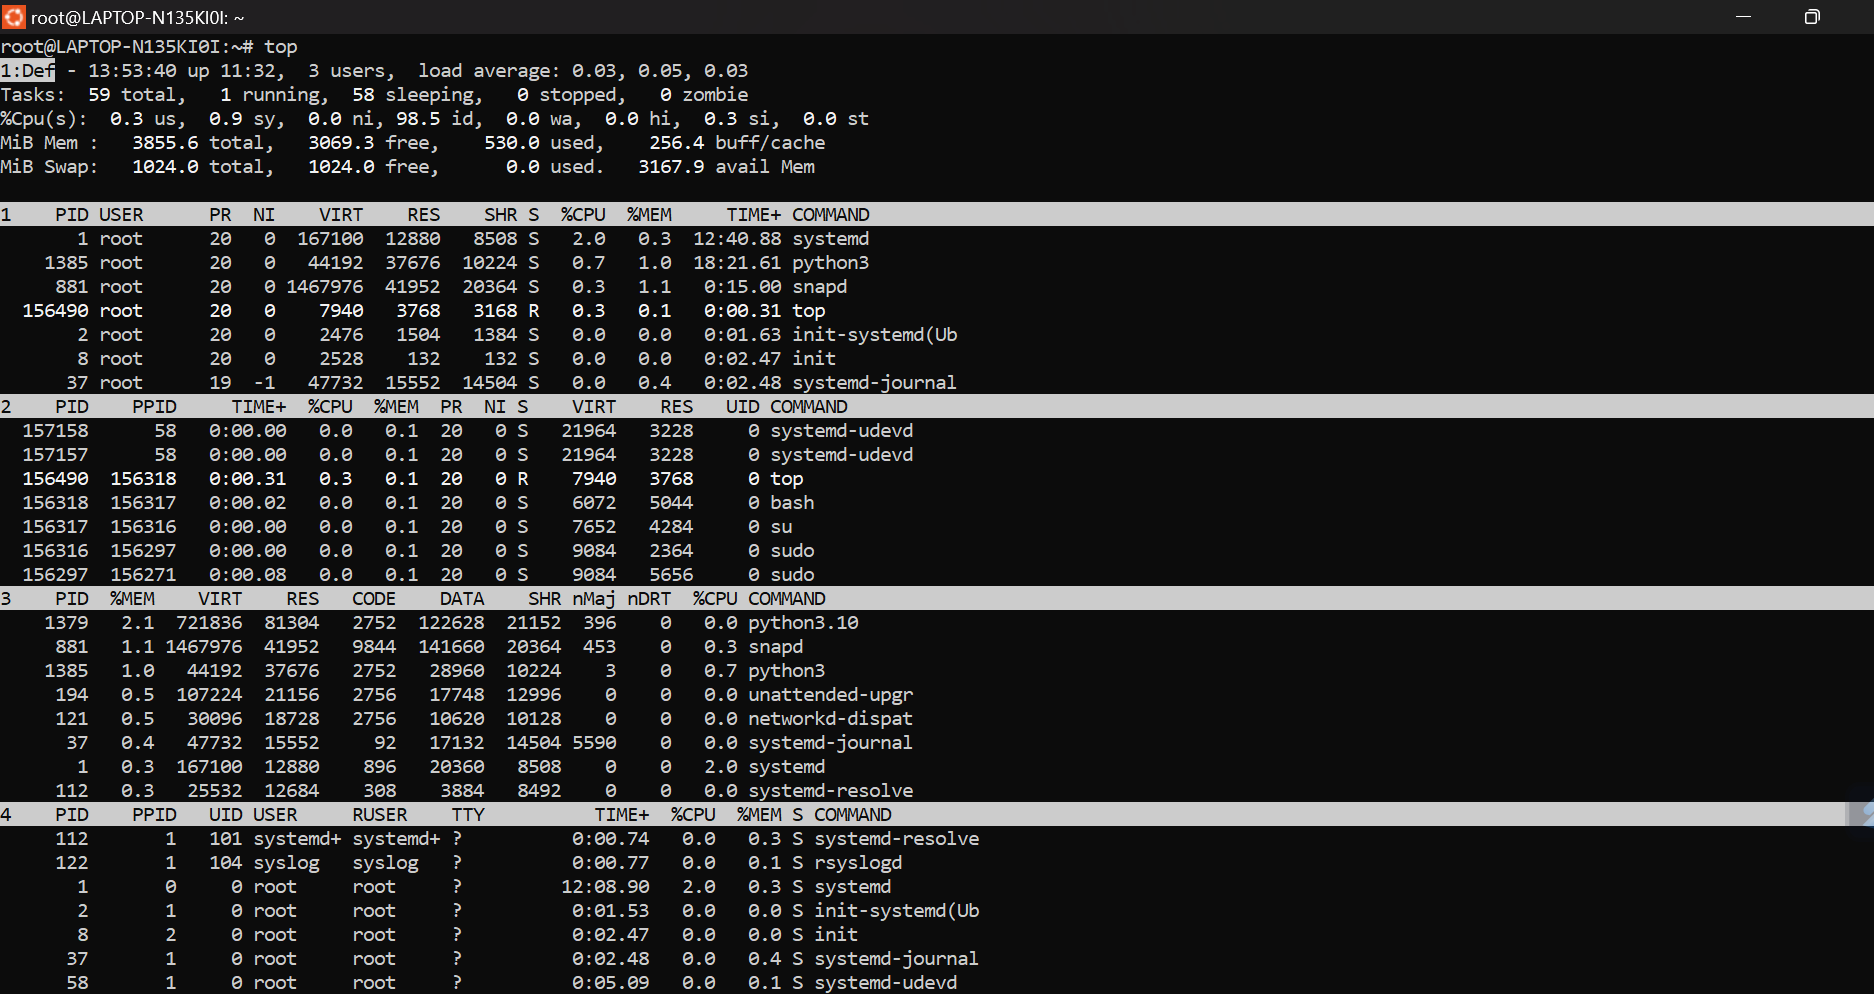 root@LAPTOP-N135KI0I: ~
root@LAPTOP-N135KI0I:~# top
1:Def - 13:53:40 up 11:32,  3 users,  load average: 0.03, 0.05, 0.03
Tasks:  59 total,   1 running,  58 sleeping,   0 stopped,   0 zombie
%Cpu(s):  0.3 us,  0.9 sy,  0.0 ni, 98.5 id,  0.0 wa,  0.0 hi,  0.3 si,  0.0 st
MiB Mem :   3855.6 total,   3069.3 free,    530.0 used,    256.4 buff/cache
MiB Swap:   1024.0 total,   1024.0 free,      0.0 used.   3167.9 avail Mem
1    PID USER      PR  NI    VIRT    RES    SHR S  %CPU  %MEM     TIME+ COMMAND
1 root      20   0  167100  12880   8508 S   2.0   0.3  12:40.88 systemd
1385 root      20   0   44192  37676  10224 S   0.7   1.0  18:21.61 python3
881 root      20   0 1467976  41952  20364 S   0.3   1.1   0:15.00 snapd
156490 root      20   0    7940   3768   3168 R   0.3   0.1   0:00.31 top
2 root      20   0    2476   1504   1384 S   0.0   0.0   0:01.63 init-systemd(Ub
8 root      20   0    2528    132    132 S   0.0   0.0   0:02.47 init
37 root      19  -1   47732  15552  14504 S   0.0   0.4   0:02.48 systemd-journal
2    PID    PPID     TIME+  %CPU  %MEM  PR  NI S    VIRT    RES   UID COMMAND
157158      58   0:00.00   0.0   0.1  20   0 S   21964   3228     0 systemd-udevd
157157      58   0:00.00   0.0   0.1  20   0 S   21964   3228     0 systemd-udevd
156490  156318   0:00.31   0.3   0.1  20   0 R    7940   3768     0 top
156318  156317   0:00.02   0.0   0.1  20   0 S    6072   5044     0 bash
156317  156316   0:00.00   0.0   0.1  20   0 S    7652   4284     0 su
156316  156297   0:00.00   0.0   0.1  20   0 S    9084   2364     0 sudo
156297  156271   0:00.08   0.0   0.1  20   0 S    9084   5656     0 sudo
3    PID  %MEM    VIRT    RES   CODE    DATA    SHR nMaj nDRT  %CPU COMMAND
1379   2.1  721836  81304   2752  122628  21152  396    0   0.0 python3.10
881   1.1 1467976  41952   9844  141660  20364  453    0   0.3 snapd
1385   1.0   44192  37676   2752   28960  10224    3    0   0.7 python3
194   0.5  107224  21156   2756   17748  12996    0    0   0.0 unattended-upgr
121   0.5   30096  18728   2756   10620  10128    0    0   0.0 networkd-dispat
37   0.4   47732  15552     92   17132  14504 5590    0   0.0 systemd-journal
1   0.3  167100  12880    896   20360   8508    0    0   2.0 systemd
112   0.3   25532  12684    308    3884   8492    0    0   0.0 systemd-resolve
4    PID    PPID   UID USER     RUSER    TTY          TIME+  %CPU  %MEM S COMMAND
112       1   101 systemd+ systemd+ ?          0:00.74   0.0   0.3 S systemd-resolve
122       1   104 syslog   syslog   ?          0:00.77   0.0   0.1 S rsyslogd
1       0     0 root     root     ?         12:08.90   2.0   0.3 S systemd
2       1     0 root     root     ?          0:01.53   0.0   0.0 S init-systemd(Ub
8       2     0 root     root     ?          0:02.47   0.0   0.0 S init
37       1     0 root     root     ?          0:02.48   0.0   0.4 S systemd-journal
58       1     0 root     root     ?          0:05.09   0.0   0.1 S systemd-udevd